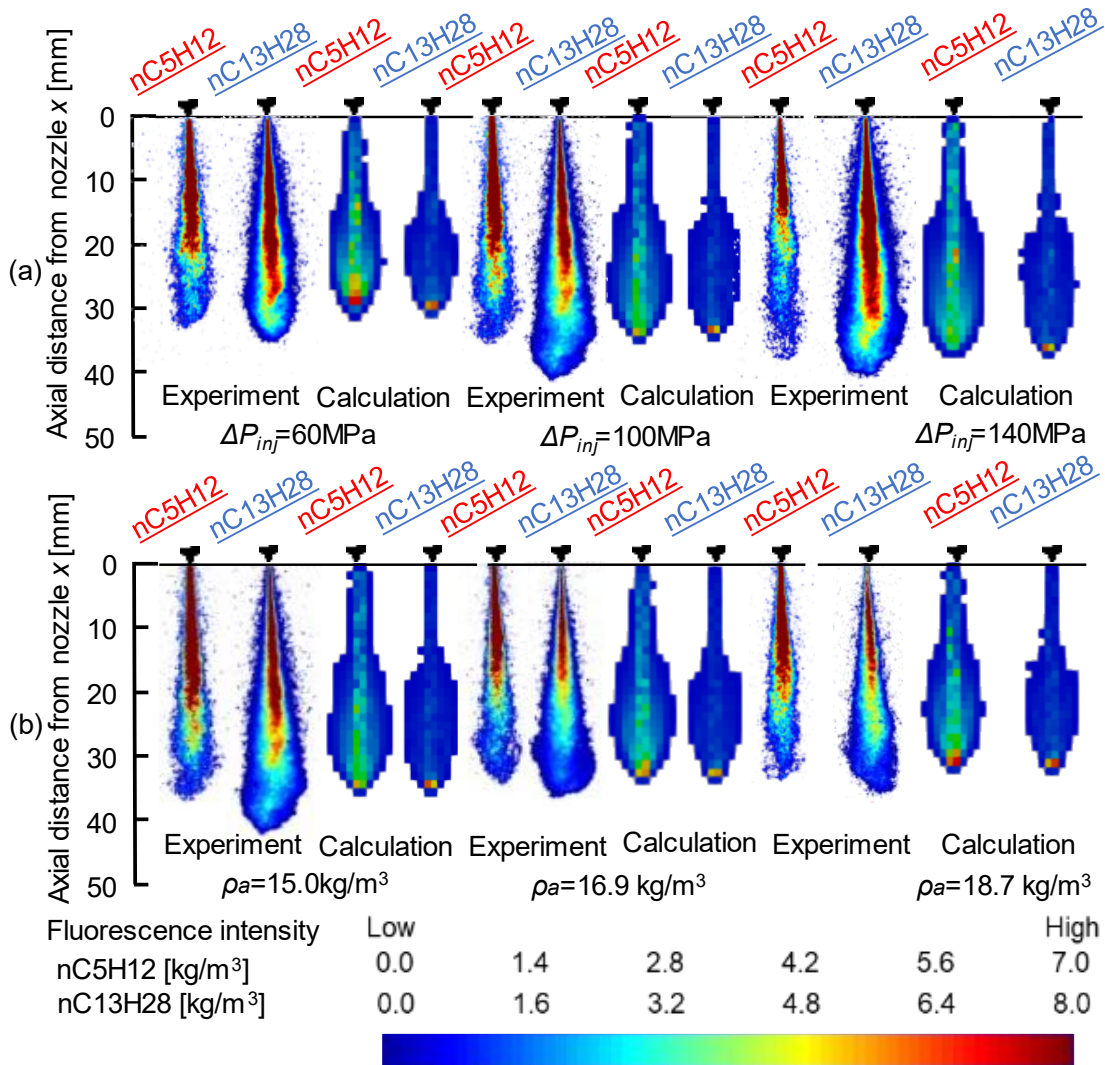 nC5H12 nC13H28 nC5H12 nC13H28 nC5H12 nC13H28 nC5H12 nC13H28 nC5H12 nC13H28 nC5H12 nC13H28
(a)
Axial distance from nozzle x [mm]
0
10
20
30
40
50
Experiment Calculation Experiment Calculation Experiment Calculation
ΔPinj=60MPa ΔPinj=100MPa ΔPinj=140MPa
nC5H12 nC13H28 nC5H12 nC13H28 nC5H12 nC13H28 nC5H12 nC13H28 nC5H12 nC13H28 nC5H12 nC13H28
(b)
Axial distance from nozzle x [mm]
0
10
20
30
40
50
Experiment Calculation Experiment Calculation Experiment Calculation
ρa=15.0kg/m³ ρa=16.9 kg/m³ ρa=18.7 kg/m³
Fluorescence intensity Low High
nC5H12 [kg/m³] 0.0 1.4 2.8 4.2 5.6 7.0
nC13H28 [kg/m³] 0.0 1.6 3.2 4.8 6.4 8.0